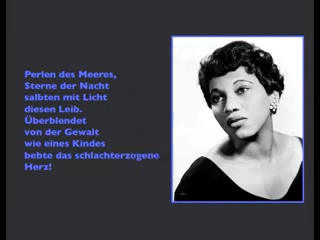 Perlen des Meeres,
Sterne der Nacht
salbten mit Licht
diesen Leib.
Überblendet
von der Gewalt
wie eines Kindes
bebte das schlachterzogene
Herz!